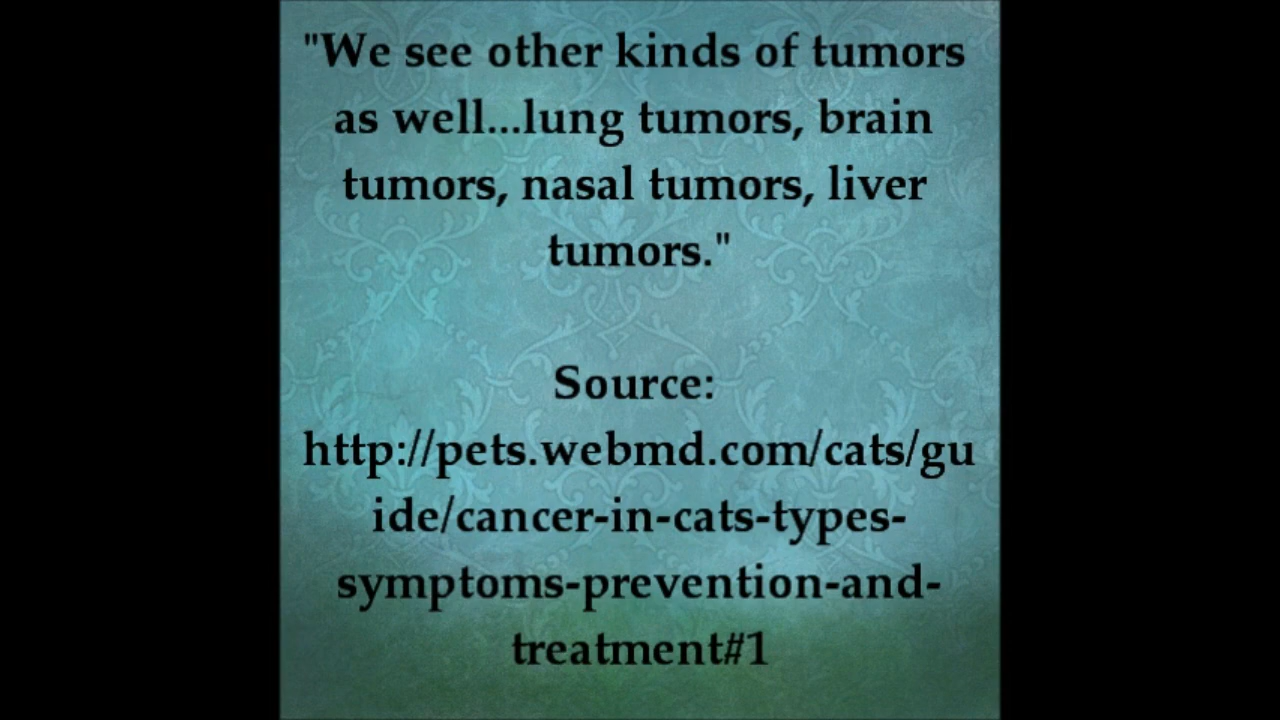 "We see other kinds of tumors
as well...lung tumors, brain
tumors, nasal tumors, liver
tumors."
Source:
http://pets.webmd.com/cats/gu
ide/cancer-in-cats-types-
symptoms-prevention-and-
treatment#1